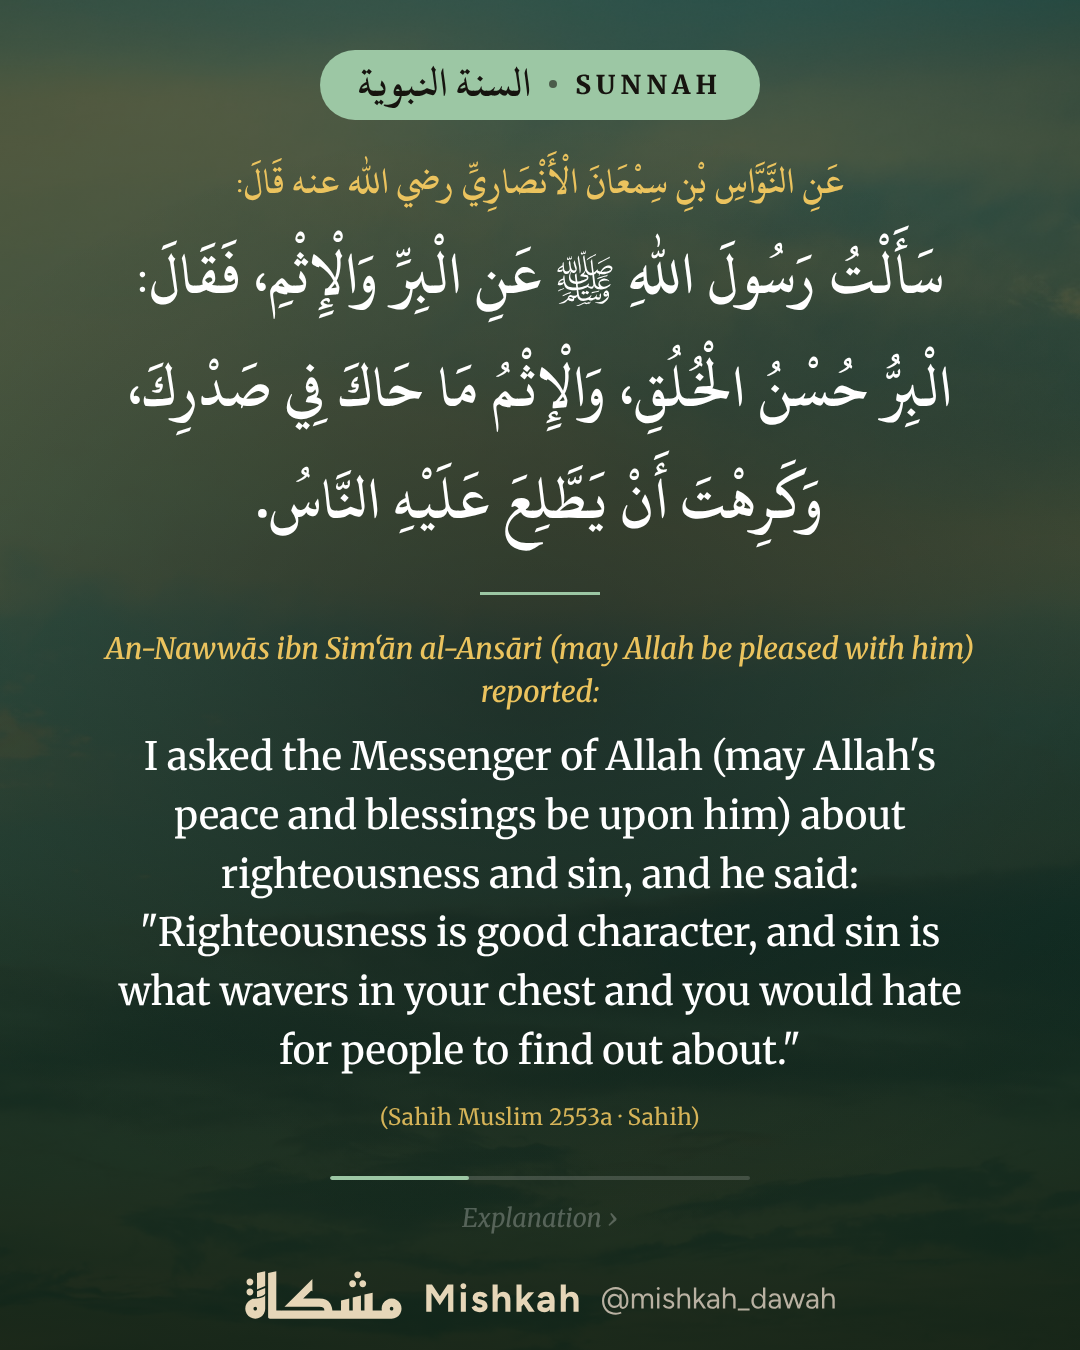 السنة النبوية • SUNNAH
عَنِ النَّوَّاسِ بْنِ سِمْعَانَ الْأَنْصَارِيِّ رضي الله عنه قَالَ:
سَأَلْتُ رَسُولَ اللهِ ﷺ عَنِ الْبِرِّ وَالْإِثْمِ، فَقَالَ:
الْبِرُّ حُسْنُ الْخُلُقِ، وَالْإِثْمُ مَا حَاكَ فِي صَدْرِكَ،
وَكَرِهْتَ أَنْ يَطَّلِعَ عَلَيْهِ النَّاسُ.
An-Nawwās ibn Sim‘ān al-Ansāri (may Allah be pleased with him)
reported:
I asked the Messenger of Allah (may Allah's
peace and blessings be upon him) about
righteousness and sin, and he said:
"Righteousness is good character, and sin is
what wavers in your chest and you would hate
for people to find out about."
(Sahih Muslim 2553a · Sahih)
Explanation ›
مشكاة Mishkah @mishkah_dawah